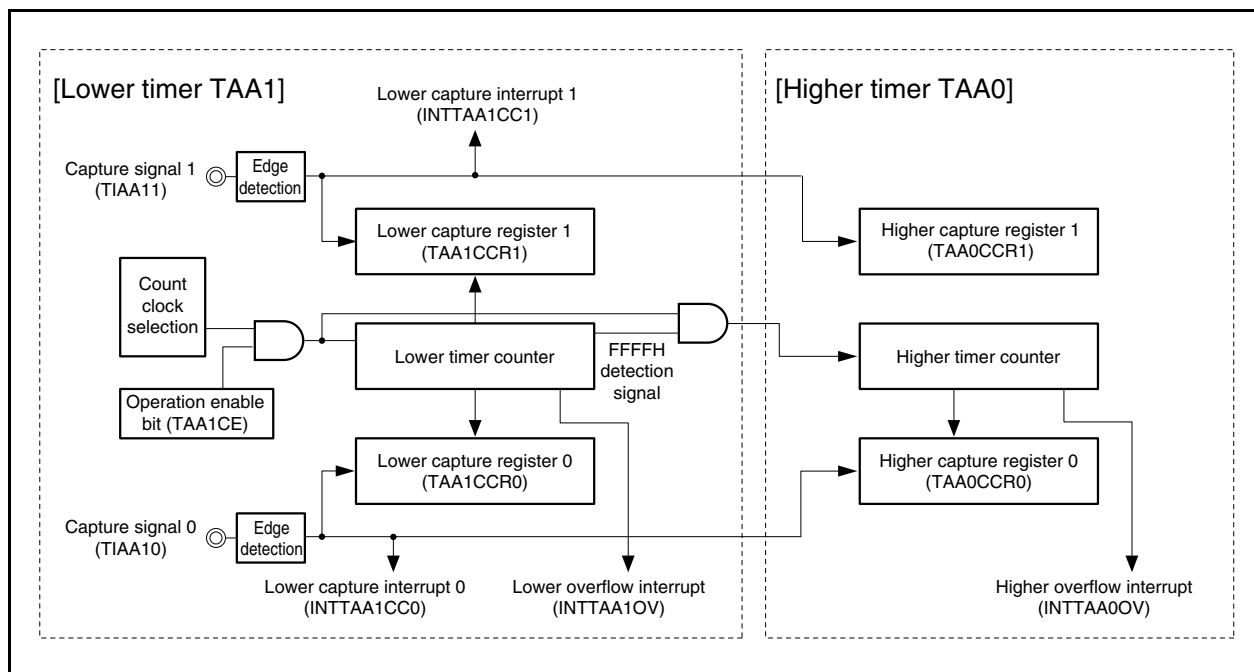 [Lower timer TAA1]
[Higher timer TAA0]
Lower capture interrupt 1
(INTTAA1CC1)
Capture signal 1
(TIAA11)
Edge
detection
Lower capture register 1
(TAA1CCR1)
Higher capture register 1
(TAA0CCR1)
Count
clock
selection
Lower timer counter
FFFFH
detection
signal
Higher timer counter
Operation enable
bit (TAA1CE)
Lower capture register 0
(TAA1CCR0)
Higher capture register 0
(TAA0CCR0)
Capture signal 0
(TIAA10)
Edge
detection
Lower capture interrupt 0
(INTTAA1CC0)
Lower overflow interrupt
(INTTAA1OV)
Higher overflow interrupt
(INTTAA0OV)